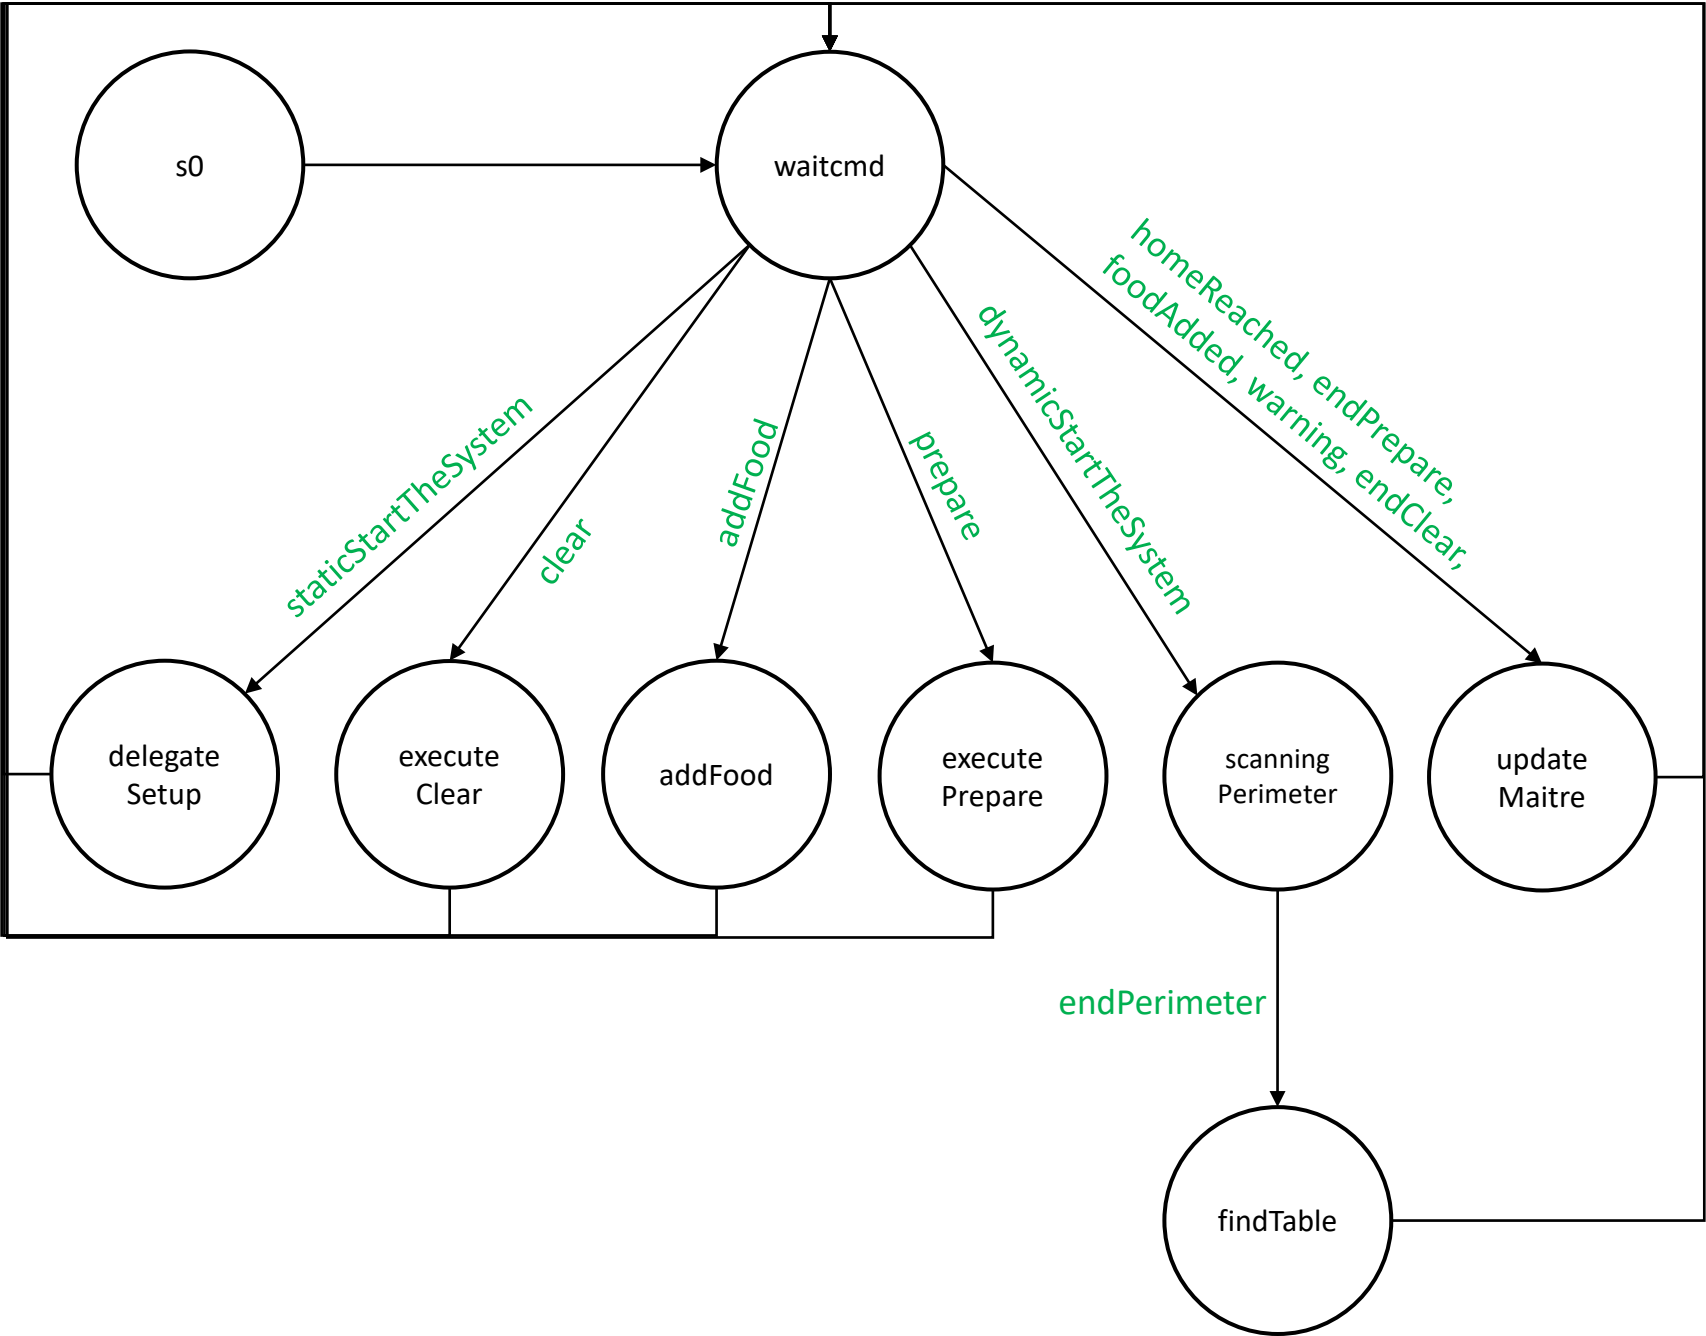 s0
waitcmd
homeReached, endPrepare,
foodAdded, warning, endClear,
staticStartTheSystem
clear
addFood
prepare
dynamicStartTheSystem
delegate
Setup
execute
Clear
addFood
execute
Prepare
scanning
Perimeter
update
Maitre
endPerimeter
findTable